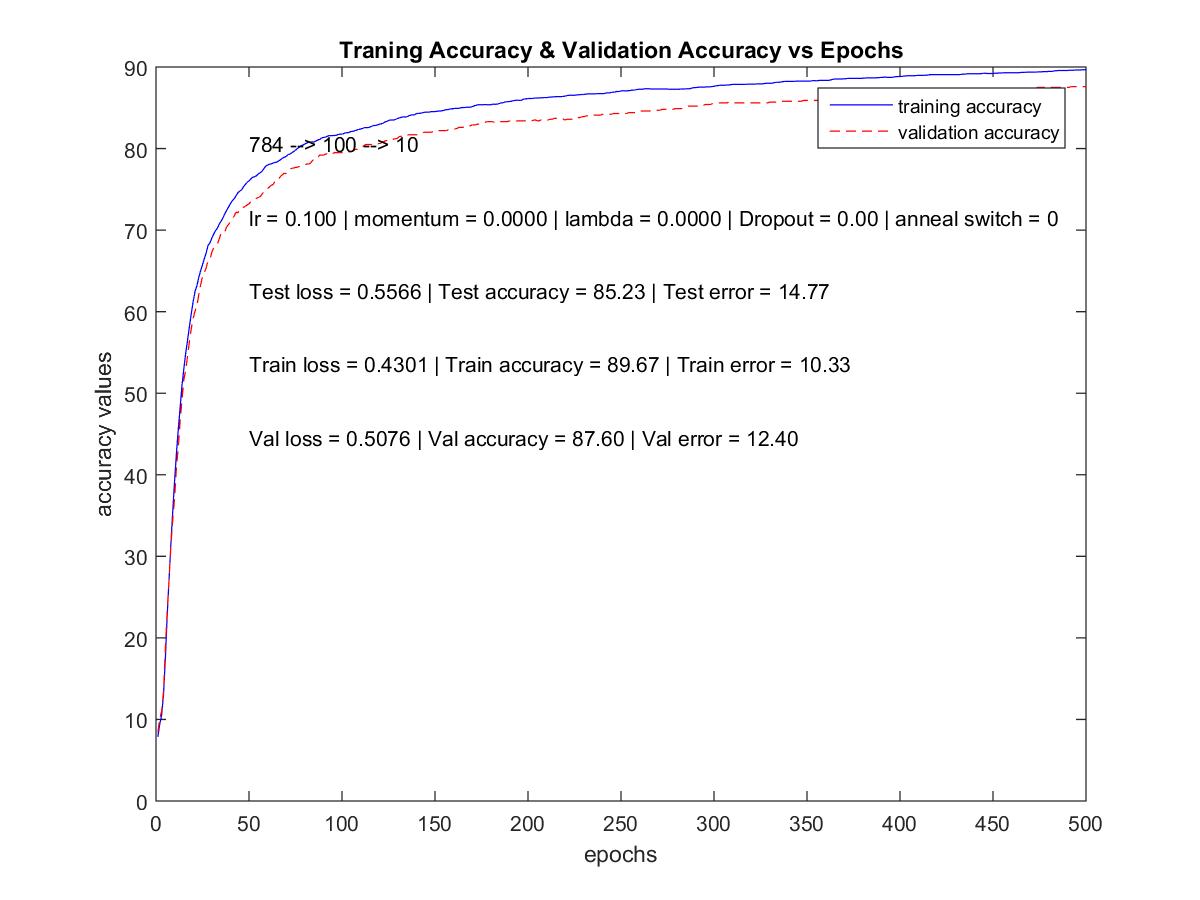 Traning Accuracy & Validation Accuracy vs Epochs
90
80
70
60
50
40
30
20
10
0
accuracy values
training accuracy
validation accuracy
784 --> 100 --> 10
lr = 0.100 | momentum = 0.0000 | lambda = 0.0000 | Dropout = 0.00 | anneal switch = 0
Test loss = 0.5566 | Test accuracy = 85.23 | Test error = 14.77
Train loss = 0.4301 | Train accuracy = 89.67 | Train error = 10.33
Val loss = 0.5076 | Val accuracy = 87.60 | Val error = 12.40
0 50 100 150 200 250 300 350 400 450 500
epochs